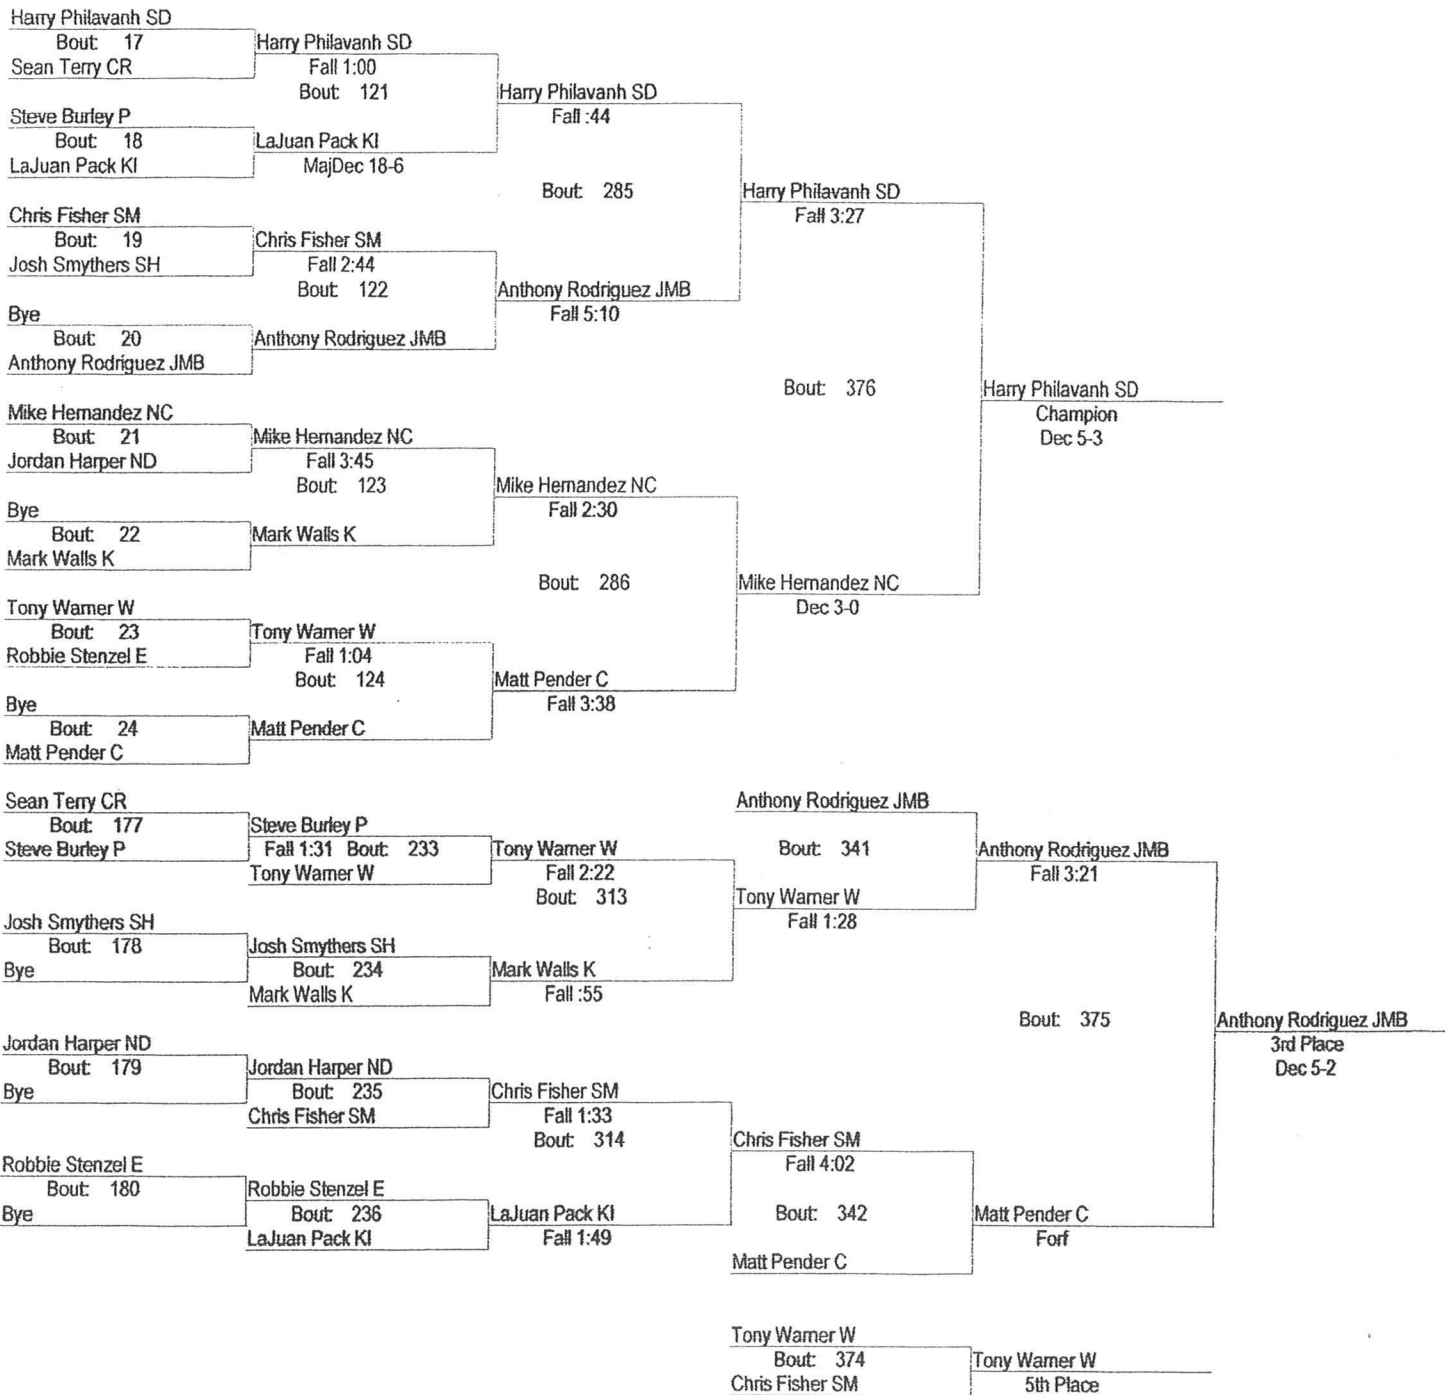 Harry Philavanh SD
Bout: 17
Sean Terry CR
Harry Philavanh SD
Fall 1:00
Bout: 121
Steve Burley P
Bout: 18
LaJuan Pack KI
LaJuan Pack KI
MajDec 18-6
Harry Philavanh SD
Fall :44
Bout: 285
Chris Fisher SM
Bout: 19
Josh Smythers SH
Chris Fisher SM
Fall 2:44
Bout: 122
Bye
Bout: 20
Anthony Rodriguez JMB
Anthony Rodriguez JMB
Anthony Rodriguez JMB
Fall 5:10
Harry Philavanh SD
Fall 3:27
Bout: 376
Harry Philavanh SD
Champion
Dec 5-3
Mike Hernandez NC
Bout: 21
Jordan Harper ND
Mike Hernandez NC
Fall 3:45
Bout: 123
Bye
Bout: 22
Mark Walls K
Mark Walls K
Mike Hernandez NC
Fall 2:30
Bout: 286
Mike Hernandez NC
Dec 3-0
Tony Warner W
Bout: 23
Robbie Stenzel E
Tony Warner W
Fall 1:04
Bout: 124
Bye
Bout: 24
Matt Pender C
Matt Pender C
Matt Pender C
Fall 3:38
Sean Terry CR
Bout: 177
Steve Burley P
Steve Burley P
Fall 1:31 Bout: 233
Tony Warner W
Tony Warner W
Fall 2:22
Bout: 313
Josh Smythers SH
Bout: 178
Bye
Josh Smythers SH
Bout: 234
Mark Walls K
Mark Walls K
Fall :55
Anthony Rodriguez JMB
Bout: 341
Tony Warner W
Fall 1:28
Anthony Rodriguez JMB
Fall 3:21
Bout: 375
Anthony Rodriguez JMB
3rd Place
Dec 5-2
Jordan Harper ND
Bout: 179
Bye
Jordan Harper ND
Bout: 235
Chris Fisher SM
Chris Fisher SM
Fall 1:33
Bout: 314
Robbie Stenzel E
Bout: 180
Bye
Robbie Stenzel E
Bout: 236
LaJuan Pack KI
LaJuan Pack KI
Fall 1:49
Chris Fisher SM
Fall 4:02
Bout: 342
Matt Pender C
Matt Pender C
Forf
Tony Warner W
Bout: 374
Chris Fisher SM
Tony Warner W
5th Place